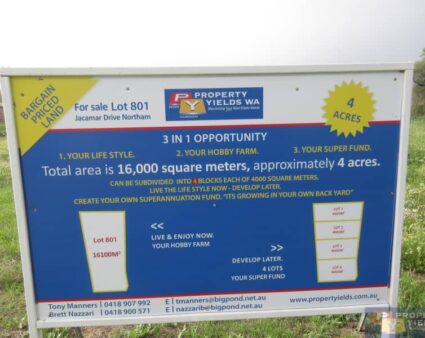 BARGAIN
PRICED
LAND
For sale Lot 801
Jacamar Drive Northam
PY
PROPERTY
YIELDS WA
4
ACRES
3 IN 1 OPPORTUNITY
1. YOUR LIFE STYLE. 2. YOUR HOBBY FARM. 3. YOUR SUPER FUND.
Total area is 16,000 square meters, approximately 4 acres.
CAN BE SUBDIVIDED INTO 4 BLOCKS EACH OF 4000 SQUARE METERS.
LIVE THE LIFE STYLE NOW - DEVELOP LATER.
CREATE YOUR OWN SUPERANNUATION FUND. "ITS GROWING IN YOUR OWN BACK YARD"
Lot 801
16100M²
<<
LIVE & ENJOY NOW.
YOUR HOBBY FARM
>>
DEVELOP LATER.
4 LOTS
YOUR SUPER FUND
LOT 1
LOT 2
LOT 3
LOT 4
Tony Manners | 0418 907 992 E | tmanners@bigpond.net.au
Brett Nazzari | 0418 900 571 E | nazzarib@bigpond.net.au
www.propertyyields.com.au